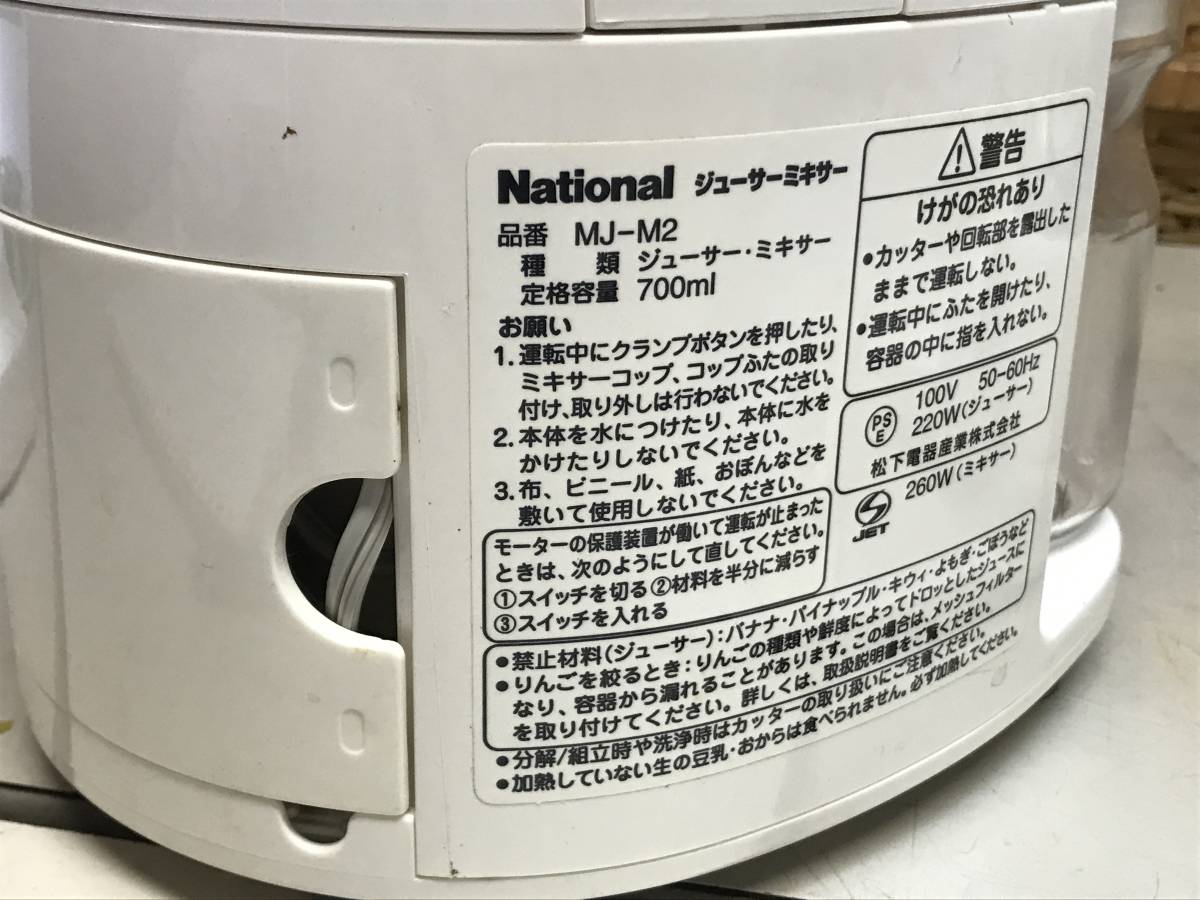 National ジューサーミキサー
品番 MJ-M2
種類 ジューサー・ミキサー
定格容量 700ml
お願い
1. 運転中にクランプボタンを押したり、
ミキサーコップ、コップふたの取り
付け、取り外しは行わないでください。
2. 本体を水につけたり、本体に水を
かけたりしないでください。
3. 布、ビニール、紙、おぼんなどを
敷いて使用しないでください。
モーターの保護装置が働いて運転が止まった
ときは、次のようにして直してください。
①スイッチを切る ②材料を半分に減らす
③スイッチを入れる
⚠警告
けがの恐れあり
●カッターや回転部を露出した
ままで運転しない。
●運転中にふたを開けたり、
容器の中に指を入れない。
PS
E
100V 50-60Hz
220W(ジューサー)
松下電器産業株式会社
JET
260W(ミキサー)
●禁止材料(ジューサー):バナナ・パイナップル・キウィ・よもぎ・ごぼうなど
●りんごを絞るとき:りんごの種類や鮮度によってドロッとしたジュースに
なり、容器から漏れることがあります。この場合は、メッシュフィルター
を取り付けてください。詳しくは、取扱説明書をご覧ください。
●分解/組立時や洗浄時はカッターの取り扱いにご注意ください。
●加熱していない生の豆乳・おからは食べられません。必ず加熱してください。